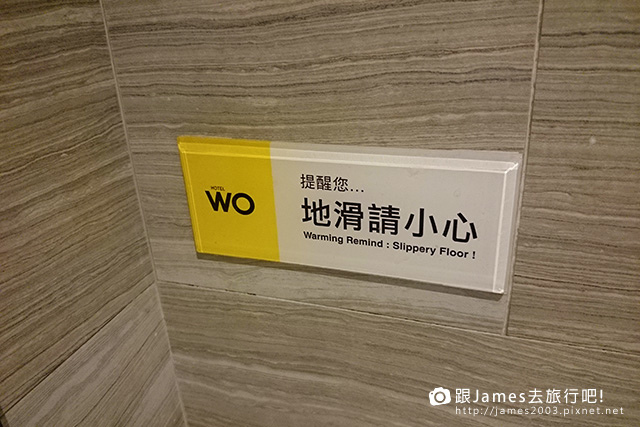 HOTEL
WO
提醒您...
地滑請小心
Warming Remind : Slippery Floor !
跟James去旅行吧!
http://james2003.pixnet.net